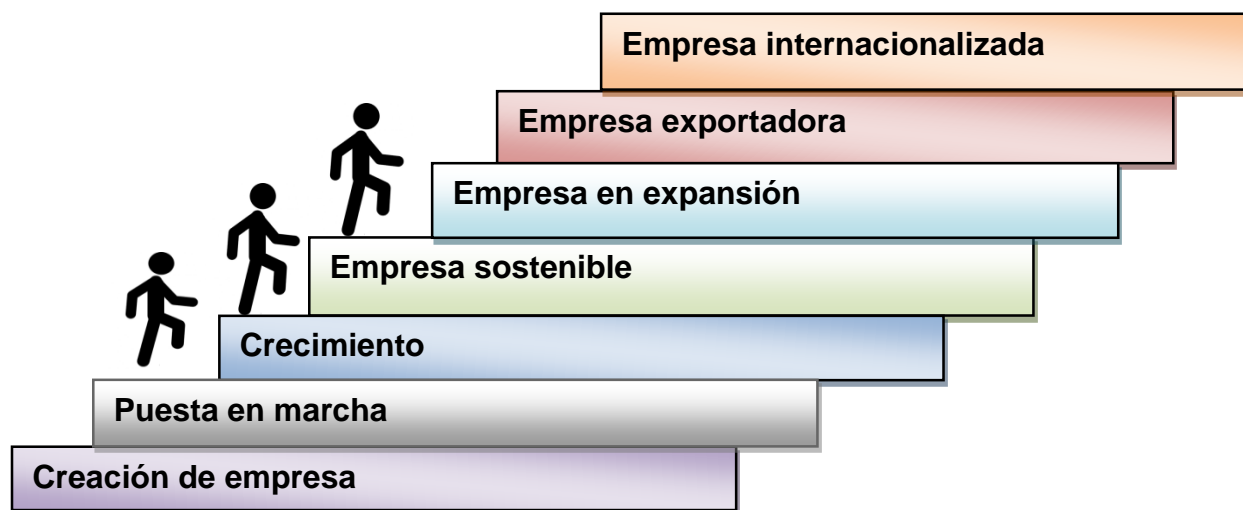 Empresa internacionalizada
Empresa exportadora
Empresa en expansión
Empresa sostenible
Crecimiento
Puesta en marcha
Creación de empresa